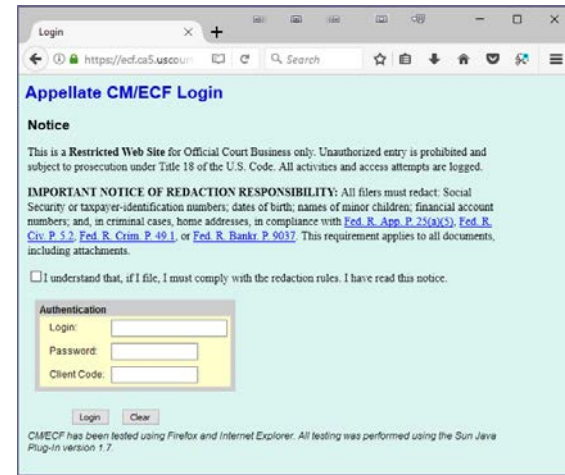 Login
https://ecf.ca5.uscour
Search
Appellate CM/ECF Login
Notice
This is a Restricted Web Site for Official Court Business only. Unauthorized entry is prohibited and
subject to prosecution under Title 18 of the U.S. Code. All activities and access attempts are logged.
IMPORTANT NOTICE OF REDACTION RESPONSIBILITY: All filers must redact: Social
Security or taxpayer-identification numbers; dates of birth; names of minor children; financial account
numbers; and, in criminal cases, home addresses, in compliance with Fed. R. App. P. 25(a)(5), Fed. R.
Civ. P. 5.2, Fed. R. Crim. P. 49.1, or Fed. R. Bankr. P. 9037. This requirement applies to all documents,
including attachments.
I understand that, if I file, I must comply with the redaction rules. I have read this notice.
Authentication
Login:
Password:
Client Code:
Login Clear
CM/ECF has been tested using Firefox and Internet Explorer. All testing was performed using the Sun Java
Plug-In version 1.7.